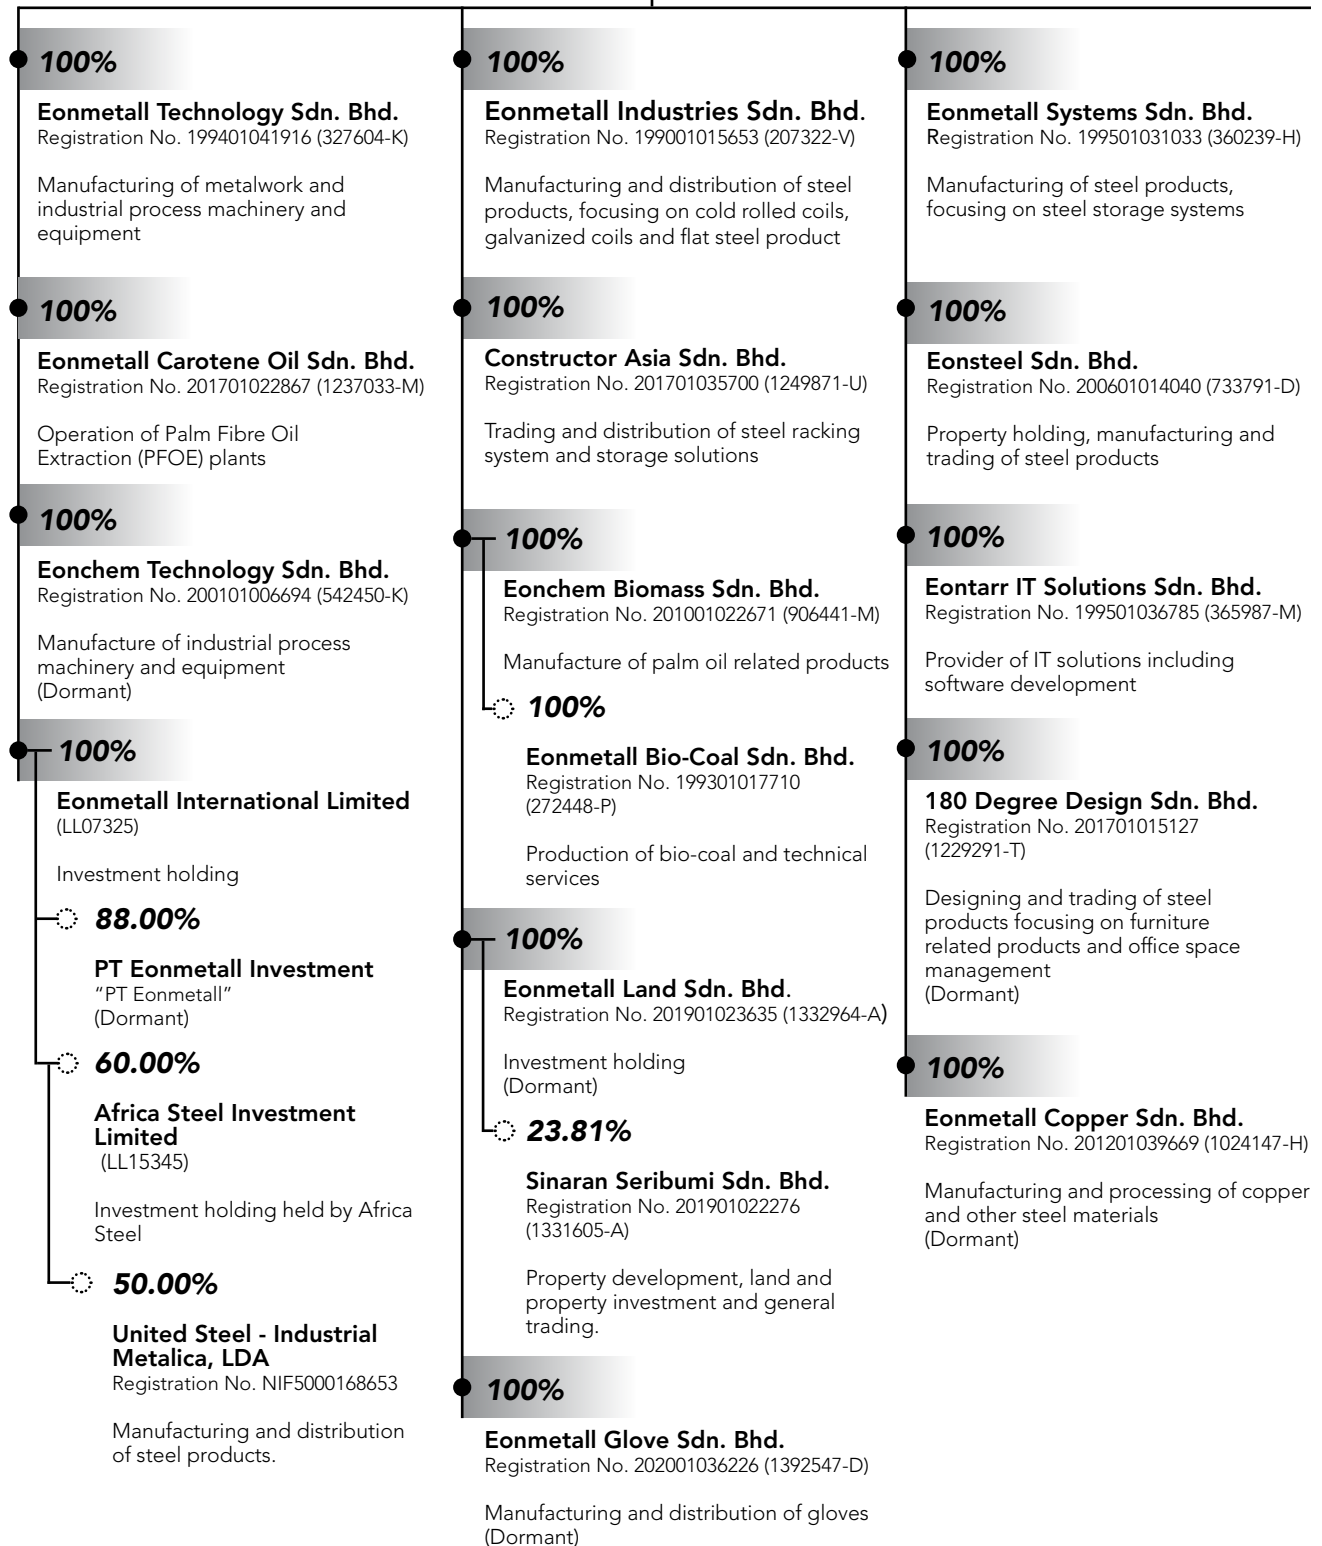 100%
Eonmetall Technology Sdn. Bhd.
Registration No. 199401041916 (327604-K)
Manufacturing of metalwork and
industrial process machinery and
equipment
100%
Eonmetall Carotene Oil Sdn. Bhd.
Registration No. 201701022867 (1237033-M)
Operation of Palm Fibre Oil
Extraction (PFOE) plants
100%
Eonchem Technology Sdn. Bhd.
Registration No. 200101006694 (542450-K)
Manufacture of industrial process
machinery and equipment
(Dormant)
100%
Eonmetall International Limited
(LL07325)
Investment holding
88.00%
PT Eonmetall Investment
"PT Eonmetall"
(Dormant)
60.00%
Africa Steel Investment
Limited
(LL15345)
Investment holding held by Africa
Steel
50.00%
United Steel - Industrial
Metalica, LDA
Registration No. NIF5000168653
Manufacturing and distribution
of steel products.
100%
Eonmetall Industries Sdn. Bhd.
Registration No. 199001015653 (207322-V)
Manufacturing and distribution of steel
products, focusing on cold rolled coils,
galvanized coils and flat steel product
100%
Constructor Asia Sdn. Bhd.
Registration No. 201701035700 (1249871-U)
Trading and distribution of steel racking
system and storage solutions
100%
Eonchem Biomass Sdn. Bhd.
Registration No. 201001022671 (906441-M)
Manufacture of palm oil related products
100%
Eonmetall Bio-Coal Sdn. Bhd.
Registration No. 199301017710
(272448-P)
Production of bio-coal and technical
services
100%
Eonmetall Land Sdn. Bhd.
Registration No. 201901023635 (1332964-A)
Investment holding
(Dormant)
23.81%
Sinaran Seribumi Sdn. Bhd.
Registration No. 201901022276
(1331605-A)
Property development, land and
property investment and general
trading.
100%
Eonmetall Glove Sdn. Bhd.
Registration No. 202001036226 (1392547-D)
Manufacturing and distribution of gloves
(Dormant)
100%
Eonmetall Systems Sdn. Bhd.
Registration No. 199501031033 (360239-H)
Manufacturing of steel products,
focusing on steel storage systems
100%
Eonsteel Sdn. Bhd.
Registration No. 200601014040 (733791-D)
Property holding, manufacturing and
trading of steel products
100%
Eontarr IT Solutions Sdn. Bhd.
Registration No. 199501036785 (365987-M)
Provider of IT solutions including
software development
100%
180 Degree Design Sdn. Bhd.
Registration No. 201701015127
(1229291-T)
Designing and trading of steel
products focusing on furniture
related products and office space
management
(Dormant)
100%
Eonmetall Copper Sdn. Bhd.
Registration No. 201201039669 (1024147-H)
Manufacturing and processing of copper
and other steel materials
(Dormant)